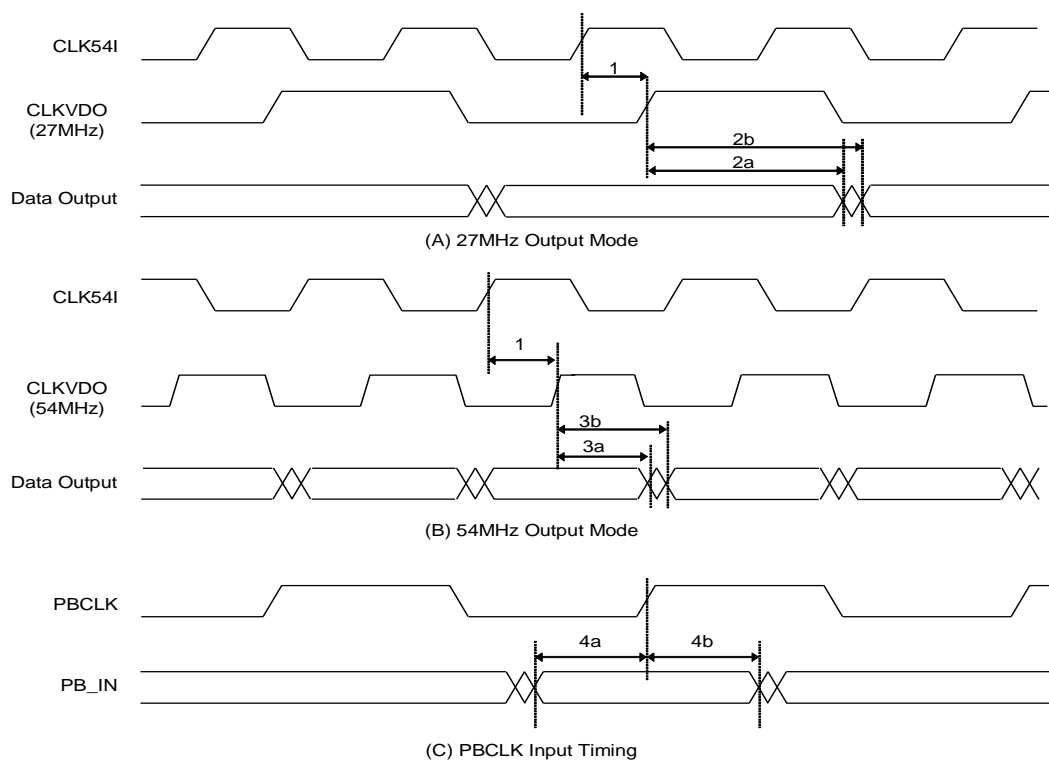 CLK54I
1
CLKVDO
(27MHz)
2b
2a
Data Output
(A) 27MHz Output Mode
CLK54I
1
CLKVDO
(54MHz)
3b
3a
Data Output
(B) 54MHz Output Mode
PBCLK
4a
4b
PB_IN
(C) PBCLK Input Timing